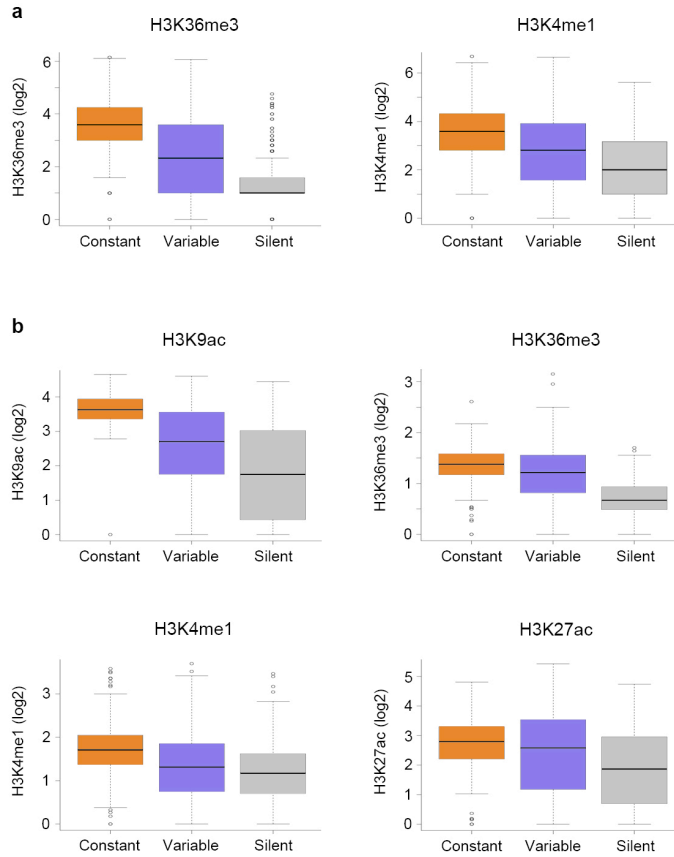 a
H3K36me3
H3K36me3 (log2)
6
4
2
0
Constant Variable Silent
H3K4me1
H3K4me1 (log2)
6
4
2
0
Constant Variable Silent
b
H3K9ac
H3K9ac (log2)
4
3
2
1
0
Constant Variable Silent
H3K36me3
H3K36me3 (log2)
3
2
1
0
Constant Variable Silent
H3K4me1
H3K4me1 (log2)
3
2
1
0
Constant Variable Silent
H3K27ac
H3K27ac (log2)
5
4
3
2
1
0
Constant Variable Silent